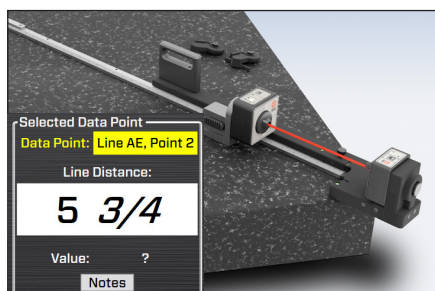 Selected Data Point
Data Point: Line AE, Point 2
Line Distance:
5 3/4
Value: ?
Notes